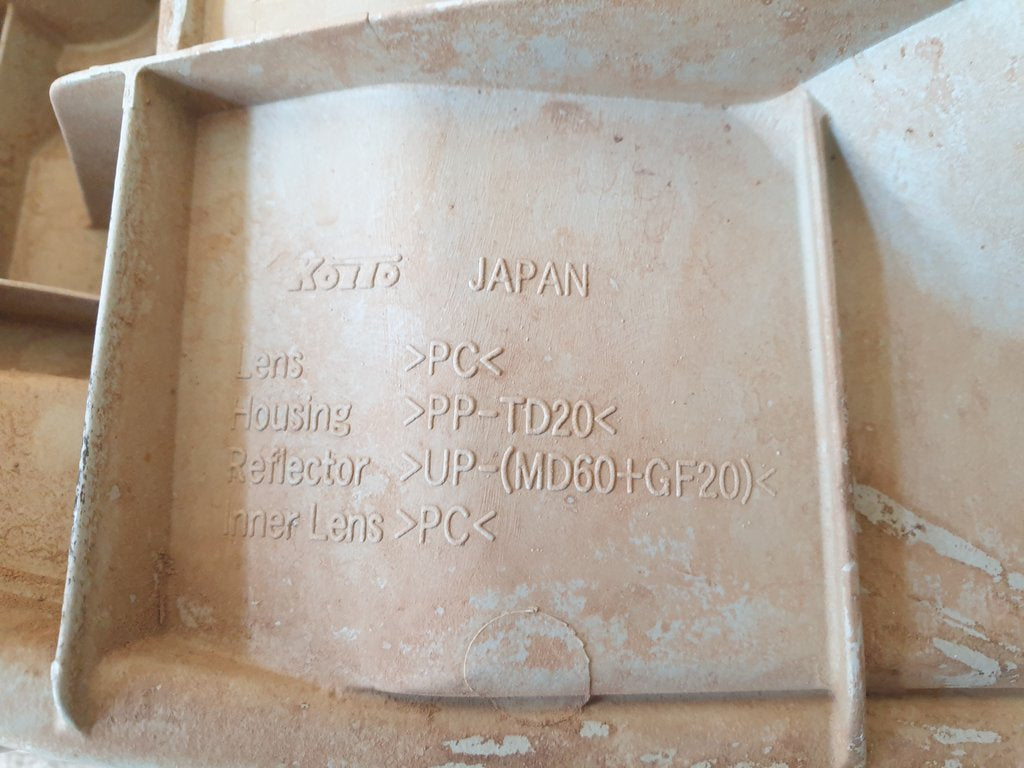 KOITO JAPAN
Lens >PC<
Housing >PP-TD20<
Reflector >UP-(MD60+GF20)<
Inner Lens >PC<